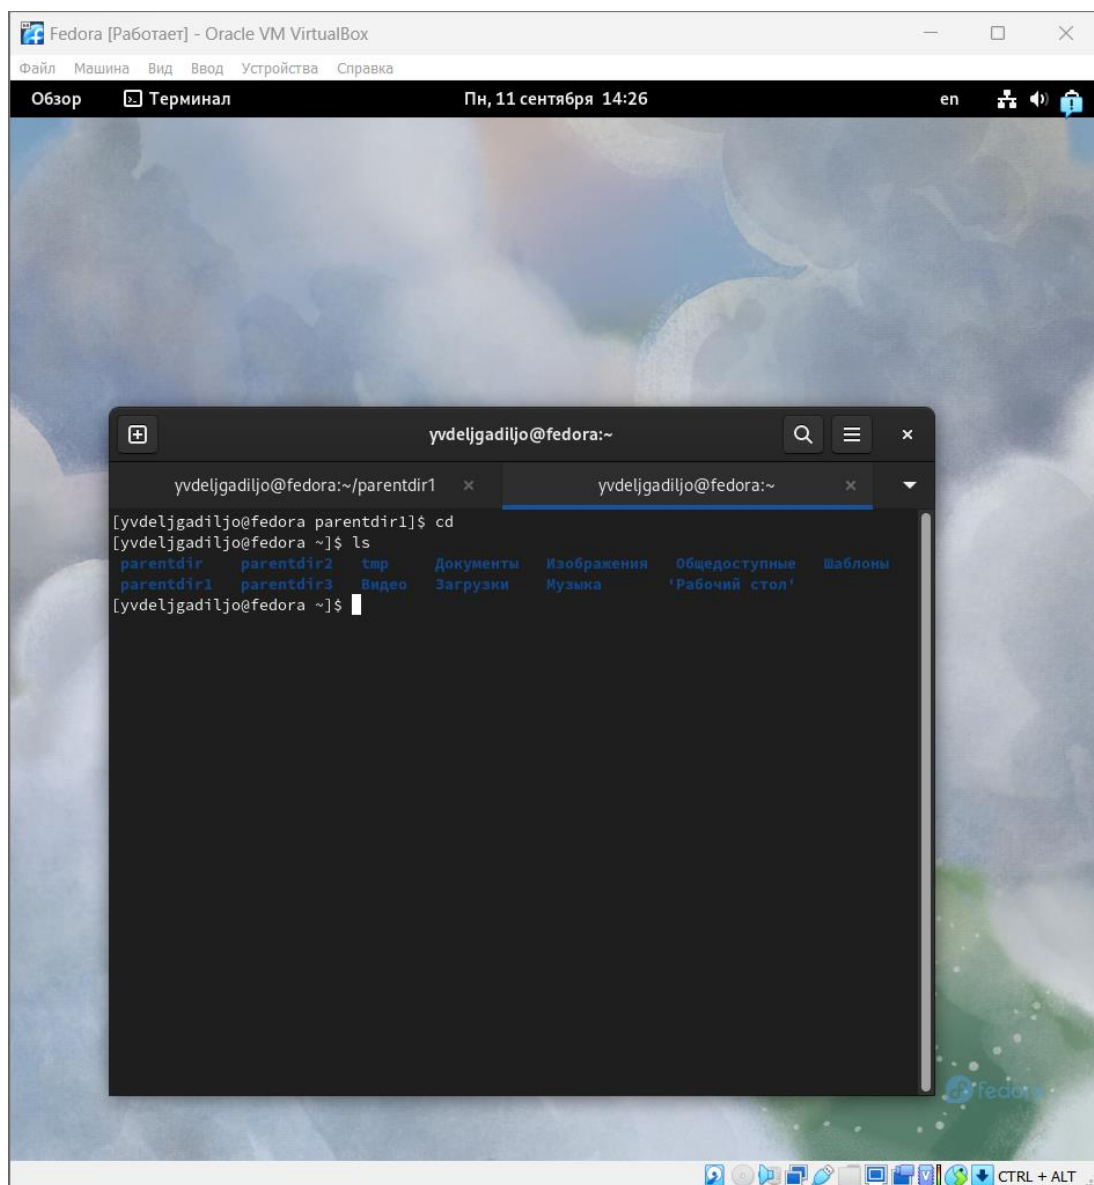 Fedora [Работает] - Oracle VM VirtualBox
Файл Машина Вид Ввод Устройства Справка
Обзор Терминал Пн, 11 сентября 14:26 en
yvdeljgadiljo@fedora:~
yvdeljgadiljo@fedora:~/parentdir1 yvdeljgadiljo@fedora:~
[yvdeljgadiljo@fedora parentdir1]$ cd
[yvdeljgadiljo@fedora ~]$ ls
parentdir parentdir2 tmp Документы Изображения Общедоступные Шаблоны
parentdir1 parentdir3 Видео Загрузки Музыка 'Рабочий стол'
[yvdeljgadiljo@fedora ~]$
fedora
CTRL + ALT